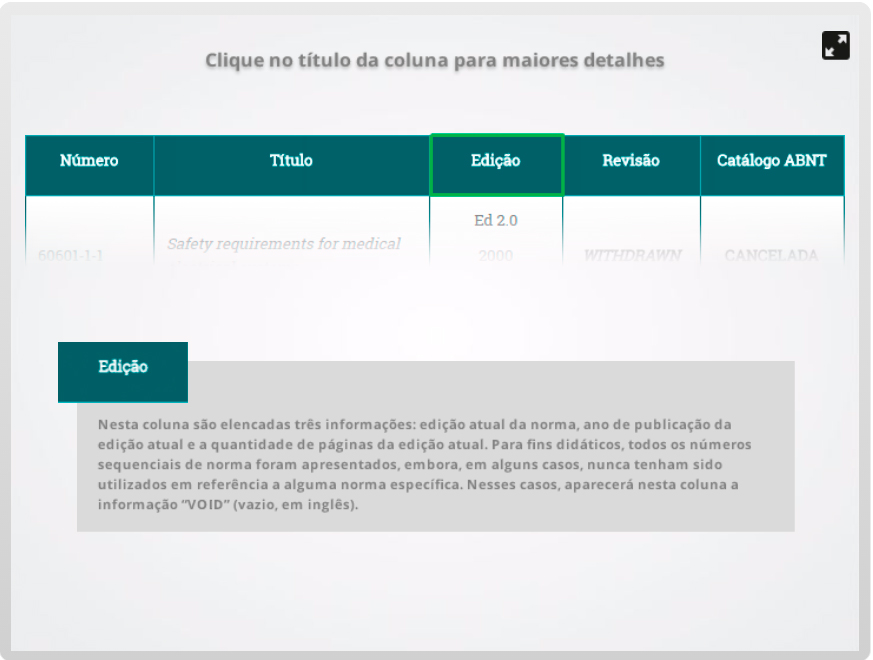 Clique no título da coluna para maiores detalhes
Número Título Edição Revisão Catálogo ABNT
Ed 2.0
Safety requirements for medical
60601-1-1 2000 WITHDRAWN CANCELADA
Edição
Nesta coluna são elencadas três informações: edição atual da norma, ano de publicação da
edição atual e a quantidade de páginas da edição atual. Para fins didáticos, todos os números
sequenciais de norma foram apresentados, embora, em alguns casos, nunca tenham sido
utilizados em referência a alguma norma específica. Nesses casos, aparecerá nesta coluna a
informação “VOID” (vazio, em inglês).